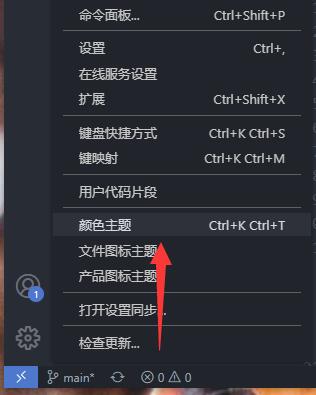 命令面板... Ctrl+Shift+P
设置 Ctrl+,
在线服务设置
扩展 Ctrl+Shift+X
键盘快捷方式 Ctrl+K Ctrl+S
键映射 Ctrl+K Ctrl+M
用户代码片段
颜色主题 Ctrl+K Ctrl+T
文件图标主题
产品图标主题
打开设置同步...
1
检查更新...
main* 0 0